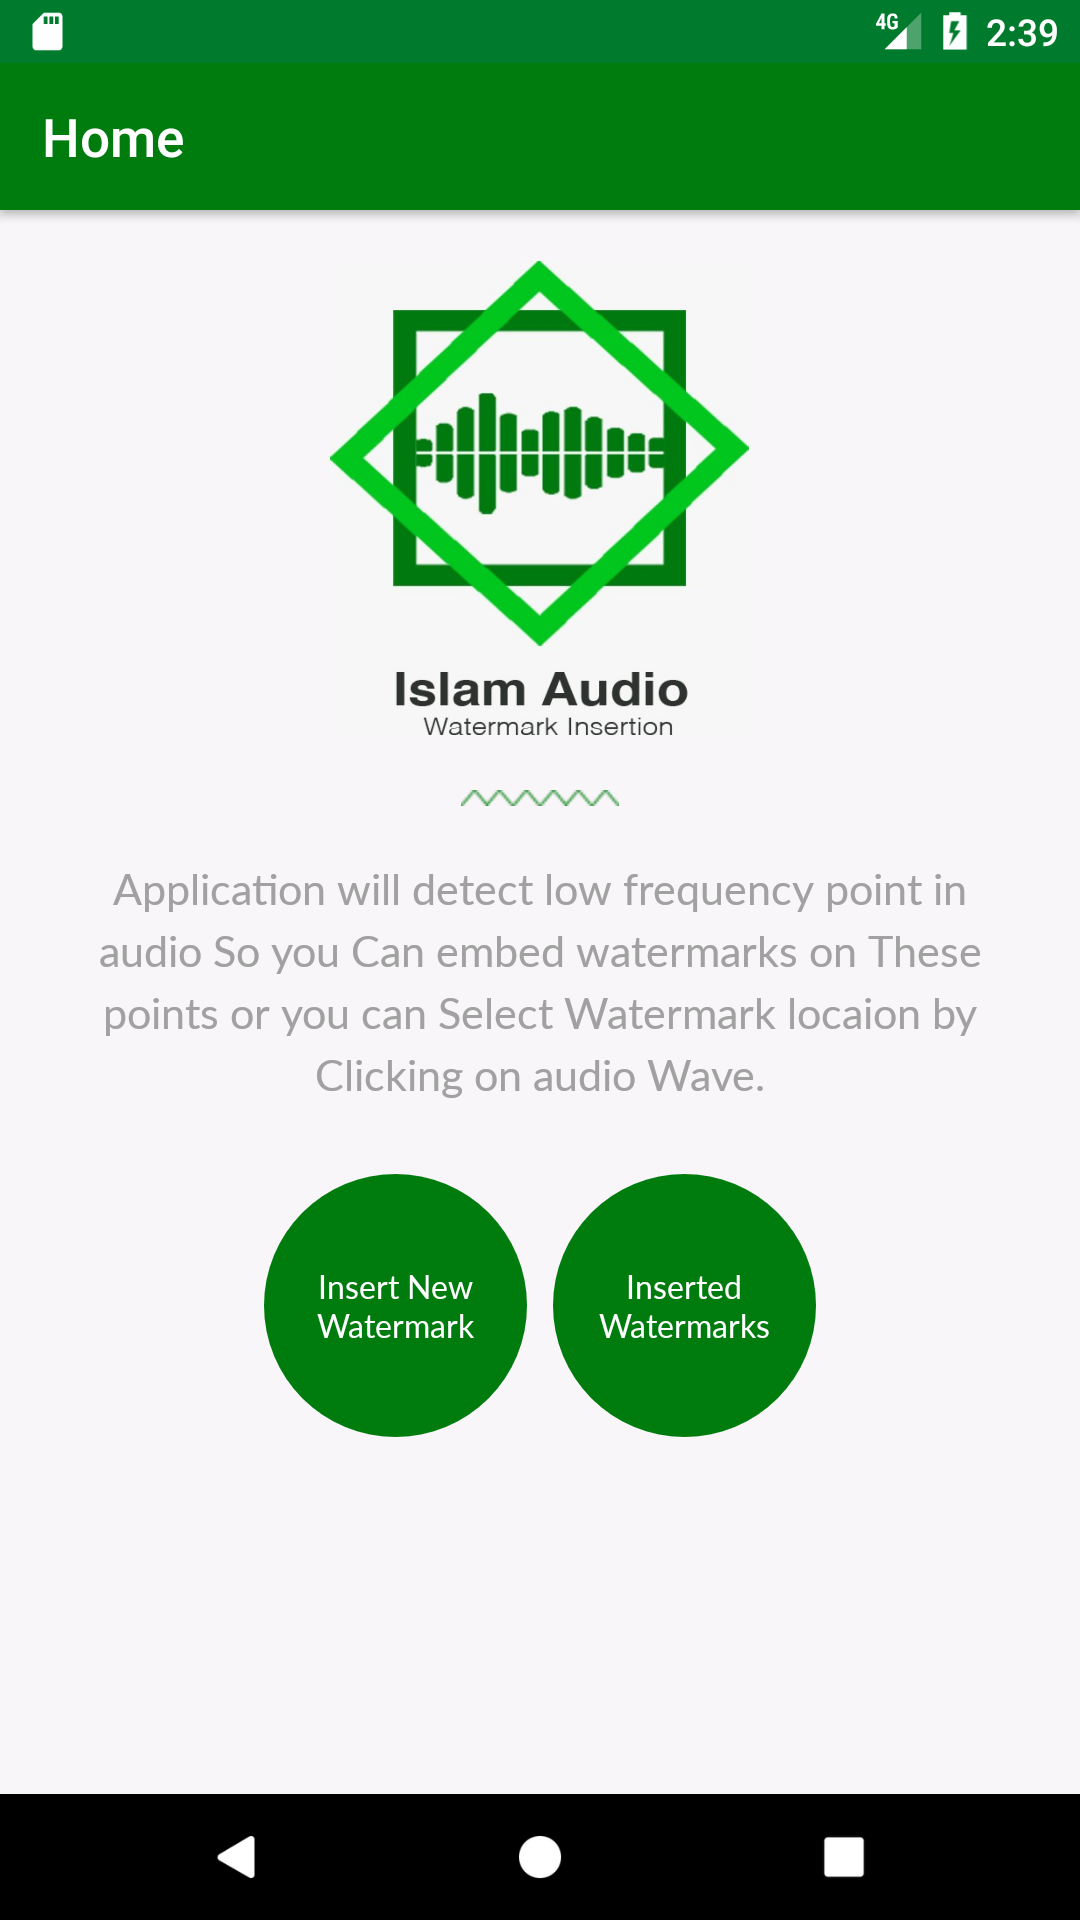 4G 2:39
Home
Islam Audio
Watermark Insertion
Application will detect low frequency point in
audio So you Can embed watermarks on These
points or you can Select Watermark locaion by
Clicking on audio Wave.
Insert New
Watermark
Inserted
Watermarks